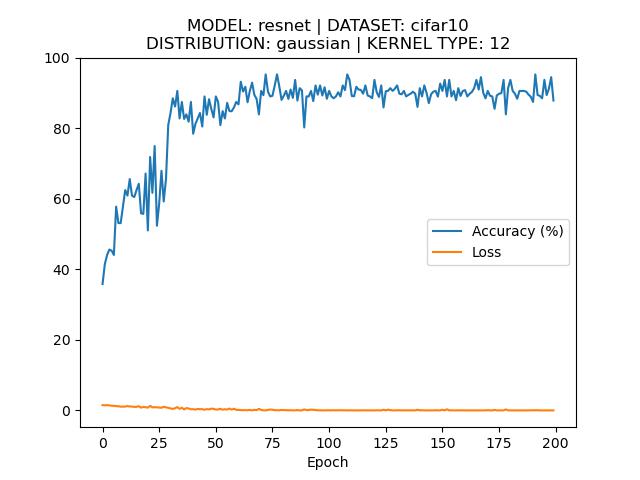 MODEL: resnet | DATASET: cifar10
DISTRIBUTION: gaussian | KERNEL TYPE: 12
100
80
60
40
20
0
Accuracy (%)
Loss
0 25 50 75 100 125 150 175 200
Epoch